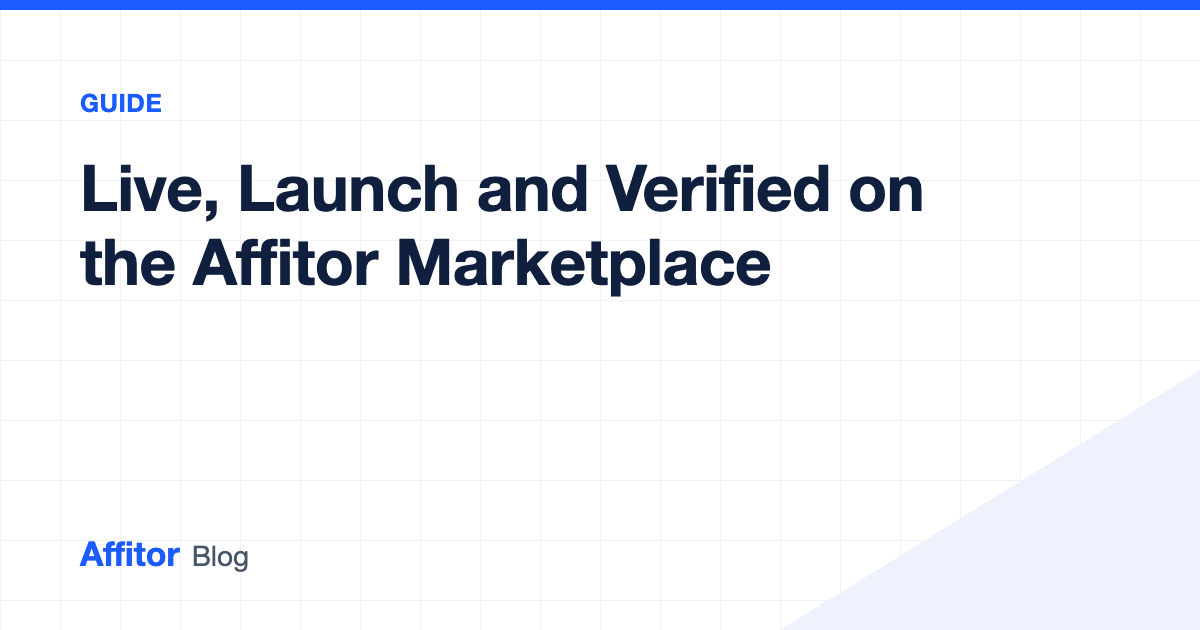 GUIDE
Live, Launch and Verified on
the Affitor Marketplace
Affitor Blog